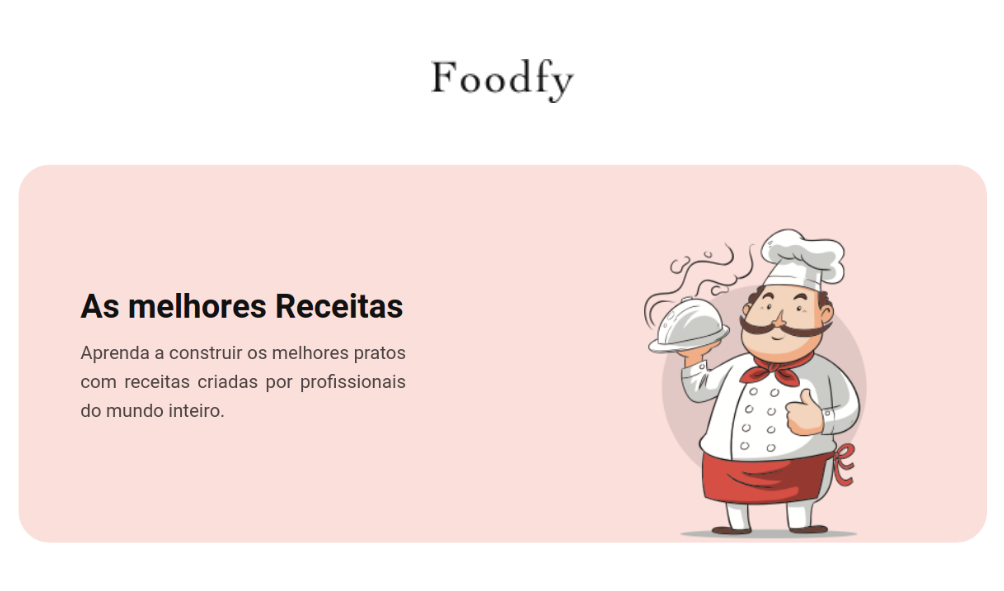 Foodfy
As melhores Receitas
Aprenda a construir os melhores pratos
com receitas criadas por profissionais
do mundo inteiro.